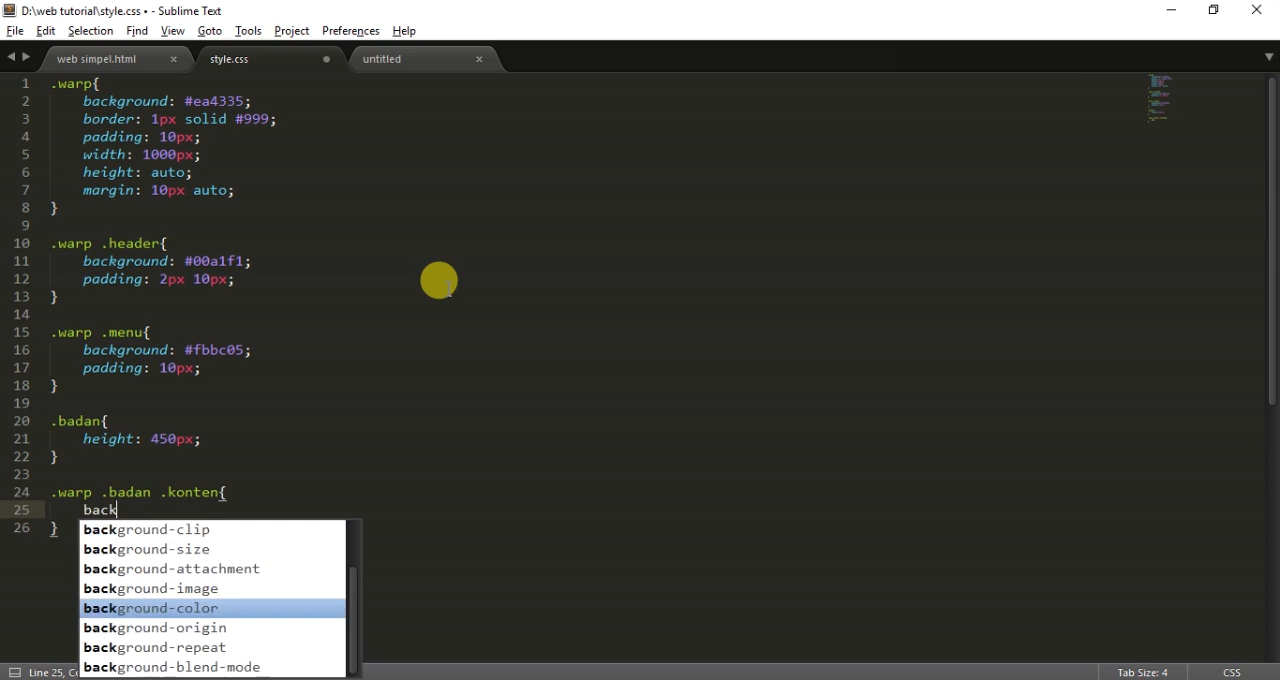 D:\web tutorial\style.css • - Sublime Text
File Edit Selection Find View Goto Tools Project Preferences Help
web simpel.html × style.css untitled ×
1 .warp{
2 background: #ea4335;
3 border: 1px solid #999;
4 padding: 10px;
5 width: 1000px;
6 height: auto;
7 margin: 10px auto;
8 }
9
10 .warp .header{
11 background: #00a1f1;
12 padding: 2px 10px;
13 }
14
15 .warp .menu{
16 background: #fbbc05;
17 padding: 10px;
18 }
19
20 .badan{
21 height: 450px;
22 }
23
24 .warp .badan .konten{
25 back
26 }
background-clip
background-size
background-attachment
background-image
background-color
background-origin
background-repeat
background-blend-mode
Line 25, Tab Size: 4 CSS